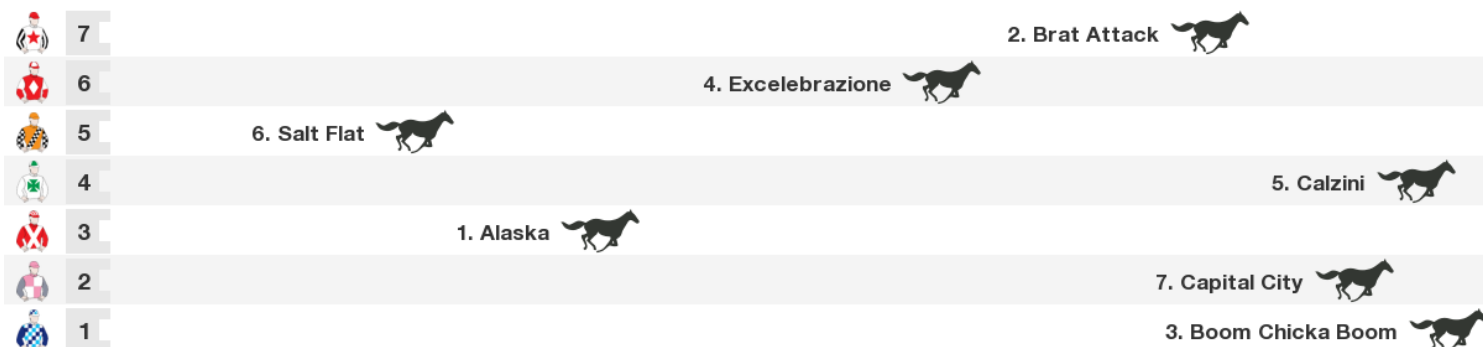 7 2. Brat Attack
6 4. Excelebrazione
5 6. Salt Flat
4 5. Calzini
3 1. Alaska
2 7. Capital City
1 3. Boom Chicka Boom